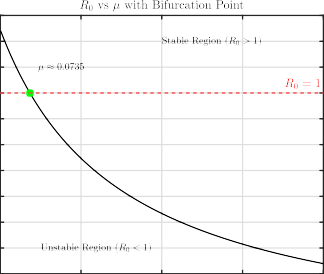 R₀ vs μ with Bifurcation Point
Stable Region (R₀ > 1)
μ ≈ 0.0735
R₀ = 1
Unstable Region (R₀ < 1)